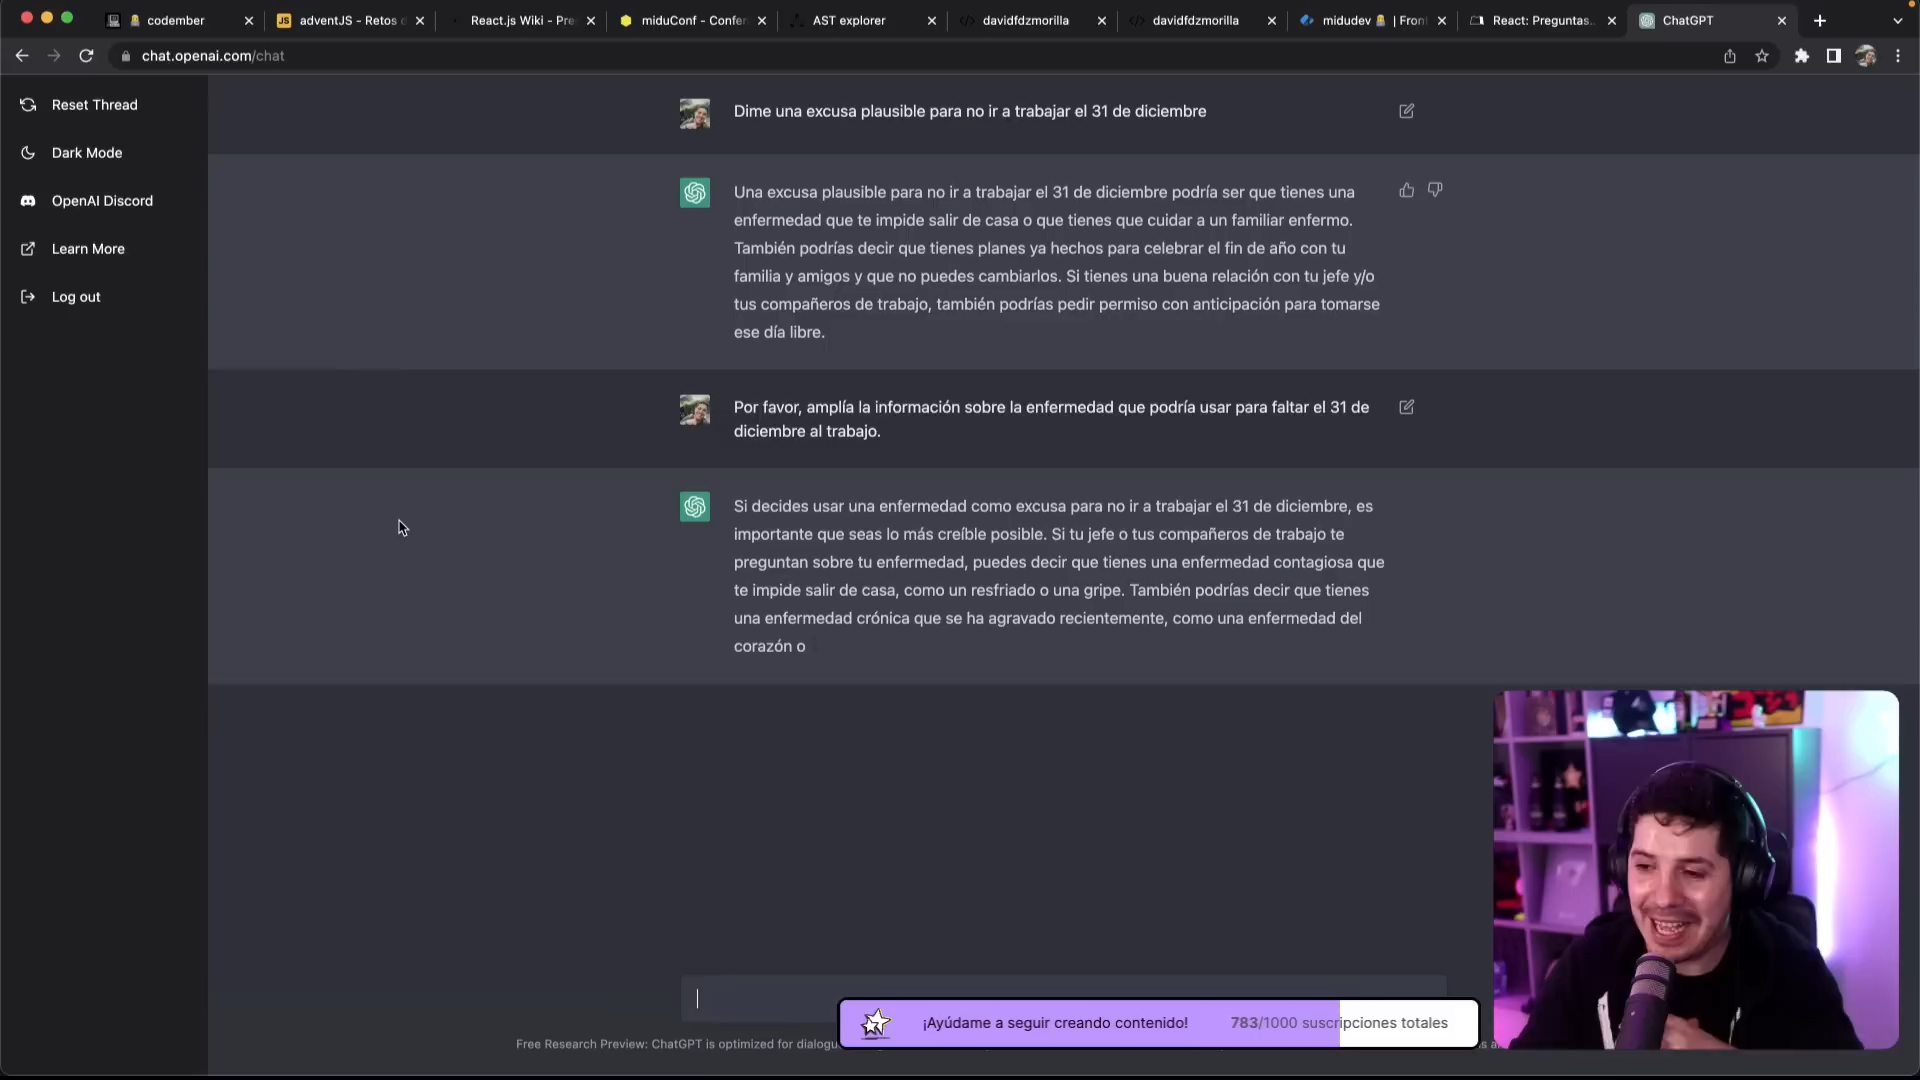 codember
adventJS - Retos d
React.js Wiki - Pre
miduConf - Confer
AST explorer
davidfdzmorilla
davidfdzmorilla
midudev | Fron
React: Preguntas..
ChatGPT
chat.openai.com/chat
Reset Thread
Dark Mode
OpenAI Discord
Learn More
Log out
Dime una excusa plausible para no ir a trabajar el 31 de diciembre
Una excusa plausible para no ir a trabajar el 31 de diciembre podría ser que tienes una
enfermedad que te impide salir de casa o que tienes que cuidar a un familiar enfermo.
También podrías decir que tienes planes ya hechos para celebrar el fin de año con tu
familia y amigos y que no puedes cambiarlos. Si tienes una buena relación con tu jefe y/o
tus compañeros de trabajo, también podrías pedir permiso con anticipación para tomarse
ese día libre.
Por favor, amplía la información sobre la enfermedad que podría usar para faltar el 31 de
diciembre al trabajo.
Si decides usar una enfermedad como excusa para no ir a trabajar el 31 de diciembre, es
importante que seas lo más creíble posible. Si tu jefe o tus compañeros de trabajo te
preguntan sobre tu enfermedad, puedes decir que tienes una enfermedad contagiosa que
te impide salir de casa, como un resfriado o una gripe. También podrías decir que tienes
una enfermedad crónica que se ha agravado recientemente, como una enfermedad del
corazón o
¡Ayúdame a seguir creando contenido! 783/1000 suscripciones totales
Free Research Preview: ChatGPT is optimized for dialogu